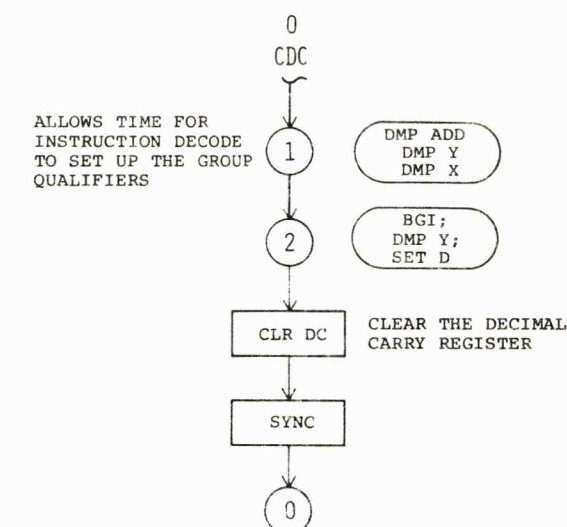 0
CDC
ALLOWS TIME FOR
INSTRUCTION DECODE
TO SET UP THE GROUP
QUALIFIERS
1
DMP ADD
DMP Y
DMP X
2
BGI;
DMP Y;
SET D
CLR DC
CLEAR THE DECIMAL
CARRY REGISTER
SYNC
0